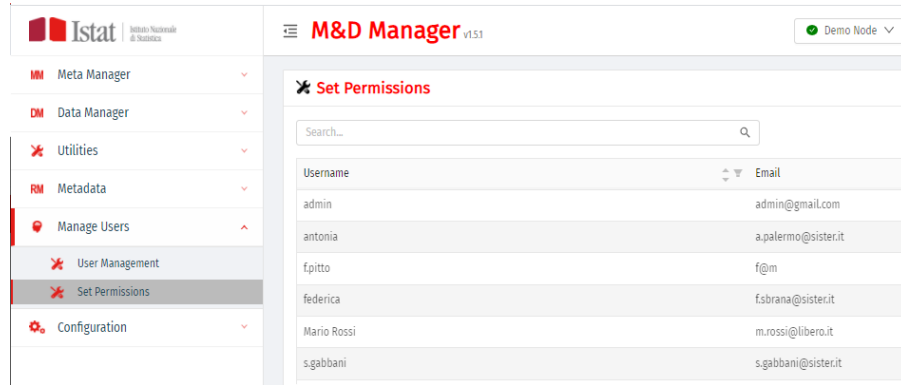 Istat
Istituto Nazionale
di Statistica
M&D Manager v1.5.1
Demo Node
MM Meta Manager
DM Data Manager
Utilities
RM Metadata
Manage Users
User Management
Set Permissions
Configuration
Set Permissions
Search...
Username Email
admin admin@gmail.com
antonia a.palermo@sister.it
f.pitto f@m
federica f.sbrana@sister.it
Mario Rossi m.rossi@libero.it
s.gabbani s.gabbani@sister.it